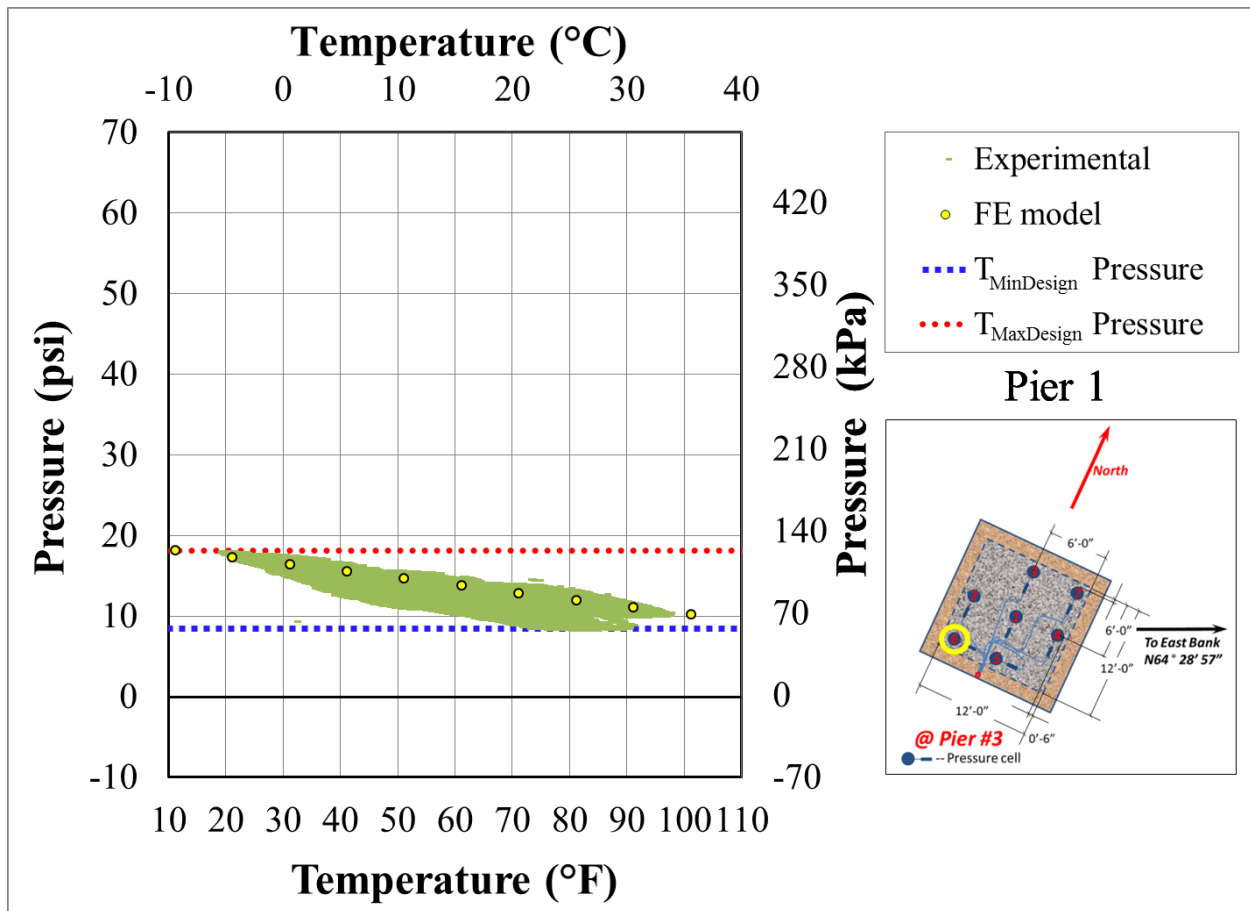 Temperature (°C)
-10 0 10 20 30 40
70
60
50
40
30
20
10
0
-10
Pressure (psi)
420
350
280
210
140
70
0
-70
Pressure (kPa)
10 20 30 40 50 60 70 80 90 100 110
Temperature (°F)
Experimental
FE model
TMinDesign Pressure
TMaxDesign Pressure
Pier 1
North
6'-0"
6'-0"
12'-0"
To East Bank
N64° 28' 57"
12'-0"
0'-6"
@ Pier #3
-- Pressure cell